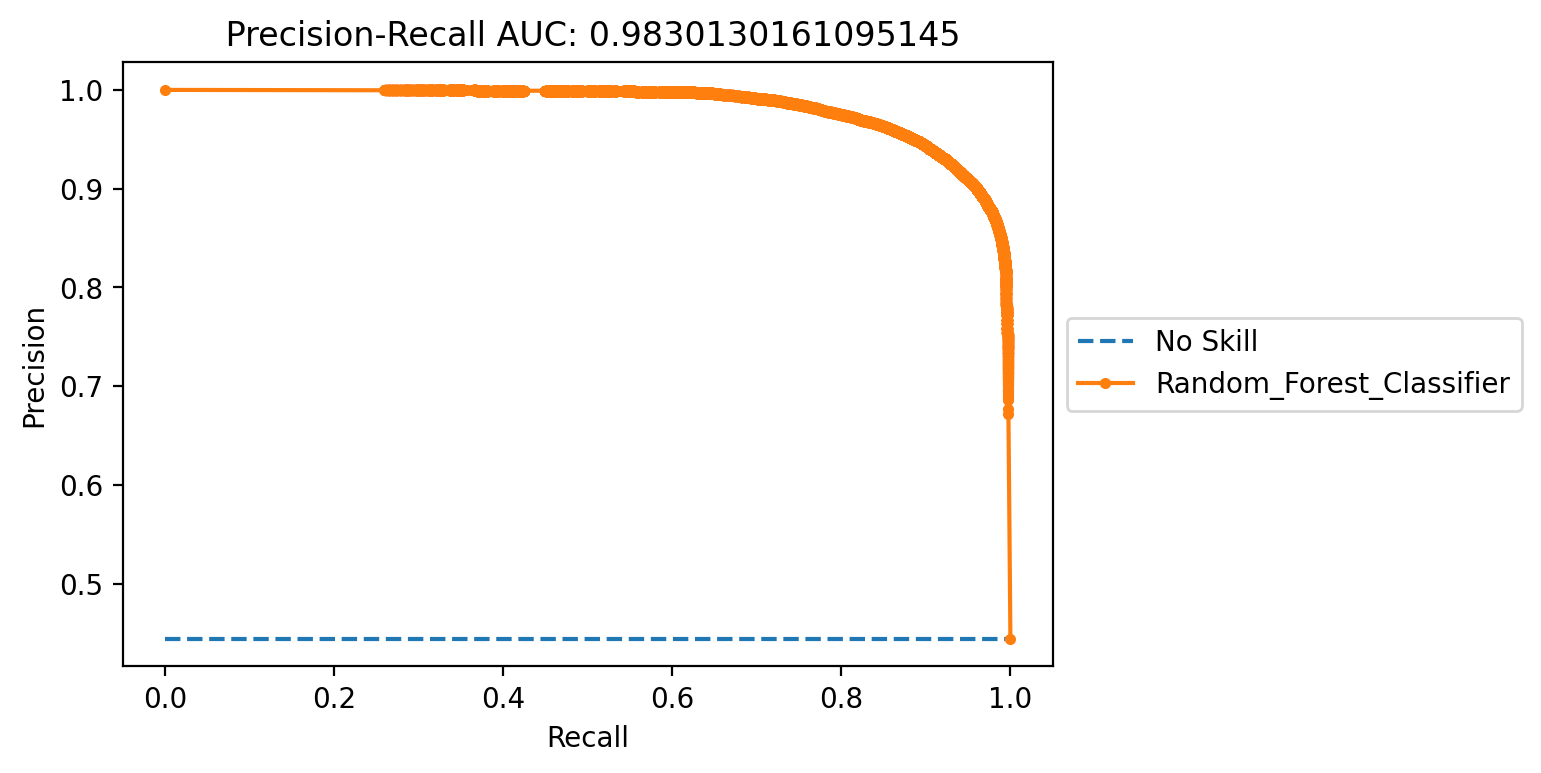 Precision-Recall AUC: 0.9830130161095145
1.0
0.9
0.8
0.7
0.6
0.5
Precision
0.0 0.2 0.4 0.6 0.8 1.0
Recall
No Skill
Random_Forest_Classifier